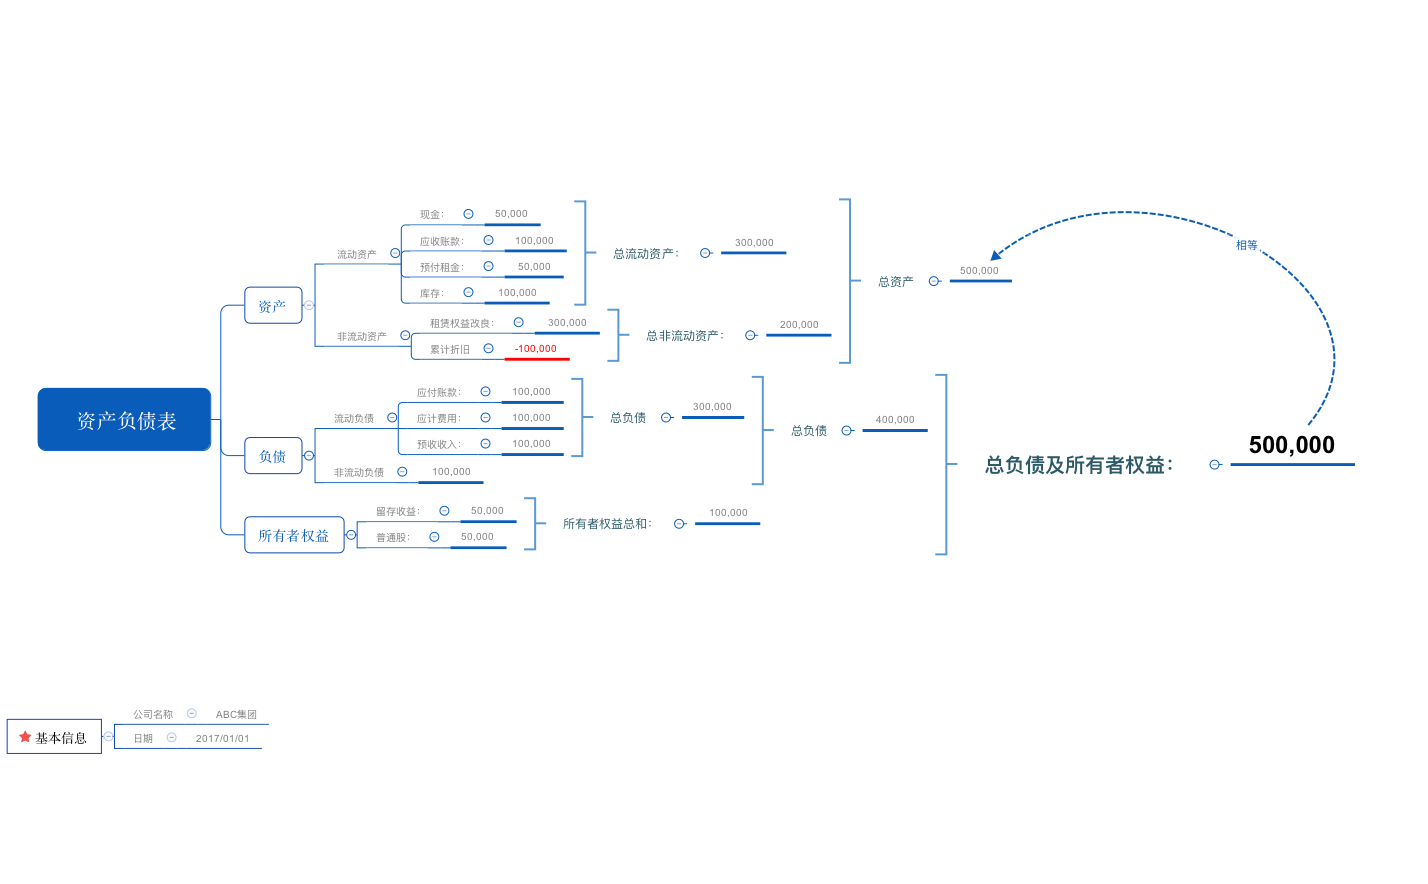 资产负债表
资产
流动资产
现金：
50,000
应收账款：
100,000
预付租金：
50,000
库存：
100,000
总流动资产：
300,000
非流动资产
租赁权益改良：
300,000
累计折旧
-100,000
总非流动资产：
200,000
总资产
500,000
负债
流动负债
应付账款：
100,000
应计费用：
100,000
预收收入：
100,000
总负债
300,000
非流动负债
100,000
总负债
400,000
所有者权益
留存收益：
50,000
普通股：
50,000
所有者权益总和：
100,000
总负债及所有者权益：
500,000
相等
基本信息
公司名称
ABC集团
日期
2017/01/01